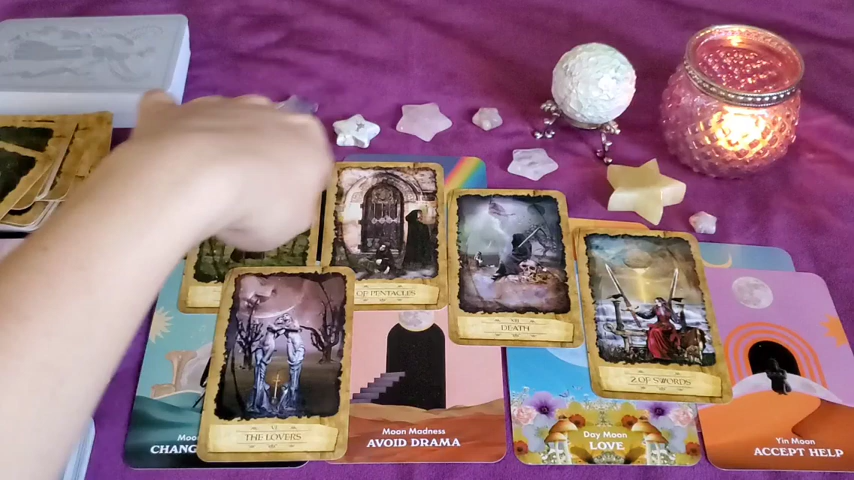 OF PENTACLES
VII
DEATH
2 OF SWORDS
VI
THE LOVERS
Moon Madness
AVOID DRAMA
Day Moon
LOVE
Yin Moon
ACCEPT HELP